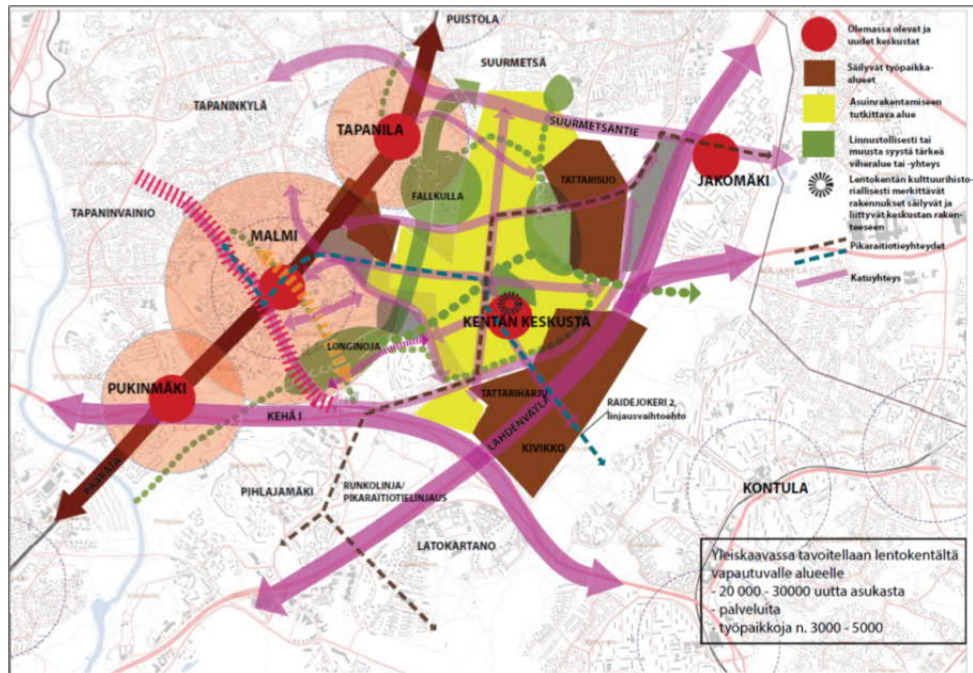 PUISTOLA
SUURMETSÄ
TAPANINKYLÄ
TAPANILA
SUURMETSÄNTIE
JAKOMÄKI
TATTARISUO
FALLKULLA
TAPANINVAINIO
MALMI
KENTÄN KESKUSTA
LONGINOJA
PUKINMÄKI
TATTARIHARJU
RAIDEJOKERI 2,
linjausvaihtoehto
KEHÄ I
LAHDENVÄYLÄ
KIVIKKO
PÄÄRATA
PIHLAJAMÄKI
RUNKOLINJA/
PIKARAITIOTIELINJAUS
KONTULA
LATOKARTANO
Olemassa olevat ja
uudet keskustat
Säilyvät työpaikka-
alueet
Asuinrakentamiseen
tutkittava alue
Linnustollisesti tai
muusta syystä tärkeä
viheralue tai -yhteys
Lentokentän kulttuurihisto-
riallisesti merkittävät
rakennukset säilyvät ja
liittyvät keskustan raken-
teeseen
Pikaraitiotieyhteydet
Katuyhteys
Yleiskaavassa tavoitellaan lentokentältä
vapautuvalle alueelle
- 20 000 - 30000 uutta asukasta
- palveluita
- työpaikkoja n. 3000 - 5000